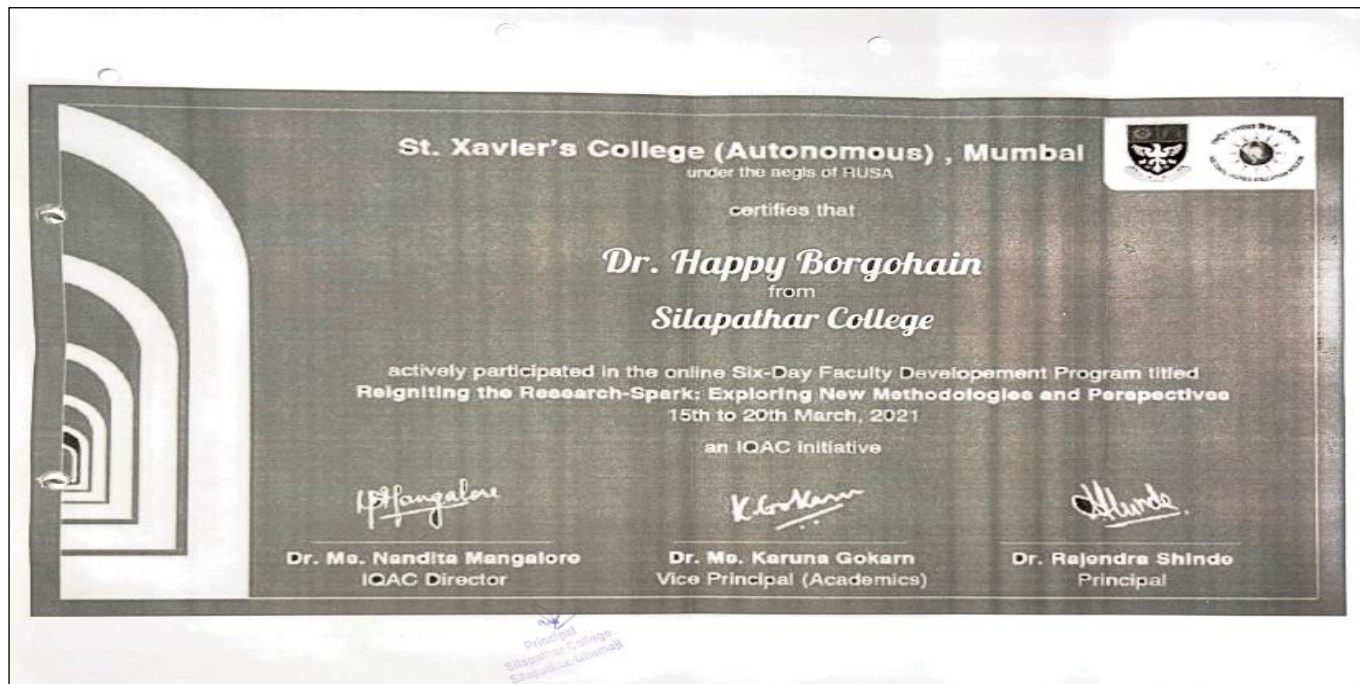 St. Xavier's College (Autonomous) , Mumbai
under the aegis of RUSA
certifies that
Dr. Happy Borgohain
from
Silapathar College
actively participated in the online Six-Day Faculty Developement Program titled
Reigniting the Research-Spark: Exploring New Methodologies and Perspectives
15th to 20th March, 2021
an IQAC initiative
K. Gokarn
Dr. Ms. Nandita Mangalore
IQAC Director
Dr. Ms. Karuna Gokarn
Vice Principal (Academics)
Dr. Rajendra Shinde
Principal
Principal
Silapathar College
Silapathar, Dhemaji